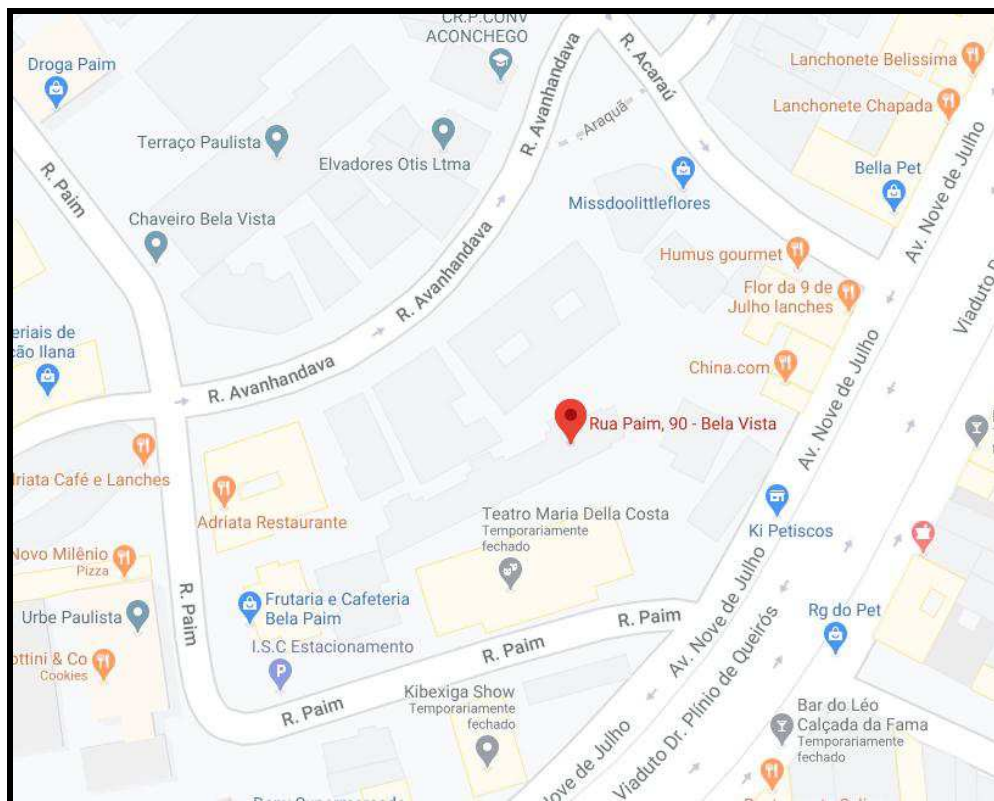 CR.P.CONV
ACONCHEGO
Droga Paim
R. Acaraú
Lanchonete Belissima
Lanchonete Chapada
R. Avanhandava
Araquã
Terraço Paulista
Elvadores Otis Ltma
Av. Nove de Julho
Bella Pet
R. Paim
Missdoolittleflores
Chaveiro Bela Vista
R. Avanhandava
Humus gourmet
Viaduto D
Flor da 9 de
Julho lanches
eriais de
ção Ilana
R. Avanhandava
China.com
Av. Nove de Julho
Rua Paim, 90 - Bela Vista
driata Café e Lanches
Adriata Restaurante
Teatro Maria Della Costa
Temporariamente
fechado
Ki Petiscos
Novo Milênio
Pizza
R. Paim
Frutaria e Cafeteria
Bela Paim
Urbe Paulista
R. Paim
Av. Nove de Julho
Rg do Pet
I.S.C Estacionamento
R. Paim
ottini & Co
Cookies
Viaduto Dr. Plínio de Queirós
Kibexiga Show
Temporariamente
fechado
R. Paim
Bar do Léo
Calçada da Fama
Temporariamente
fechado
Nove de Julho